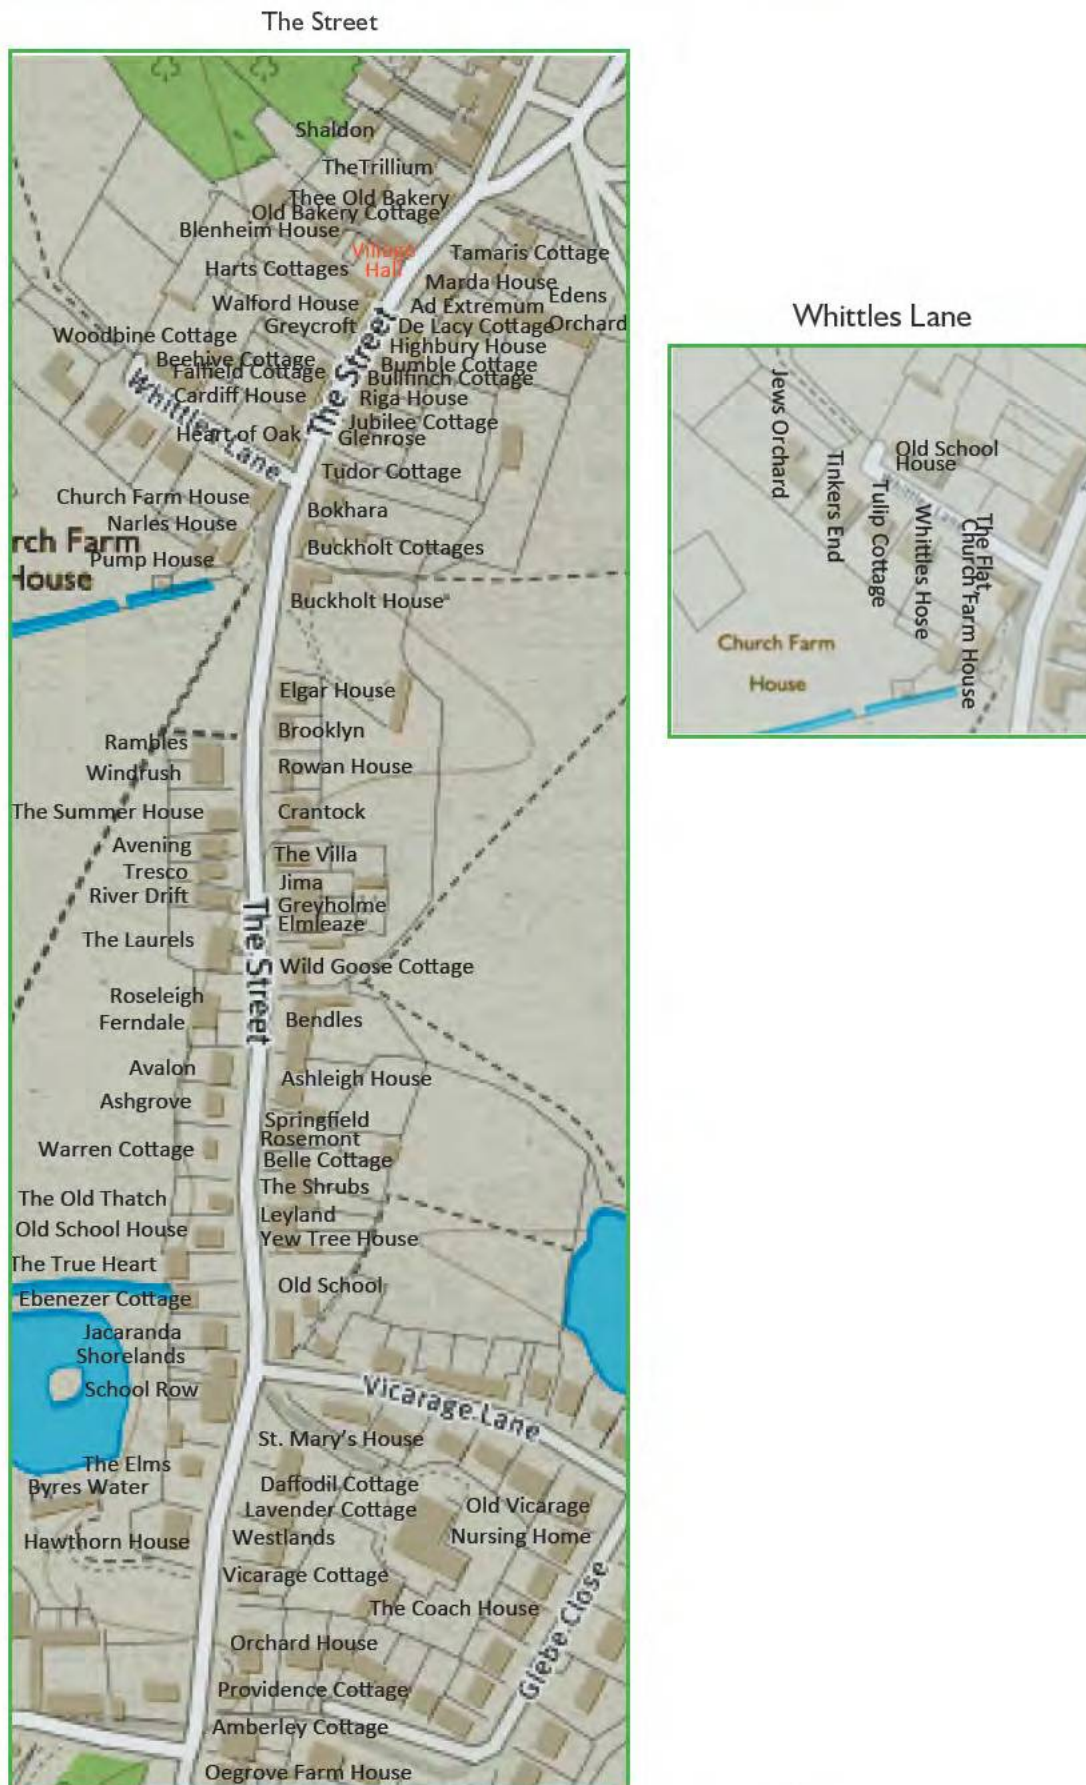 The Street
Shaldon
TheTrillium
Thee Old Bakery
Old Bakery Cottage
Blenheim House
Village
Hall
Tamaris Cottage
Harts Cottages
Marda House
Edens
Orchard
Walford House
Ad Extremum
Greycroft
De Lacy Cottage
Woodbine Cottage
Highbury House
Beehive Cottage
Bumble Cottage
Falfield Cottage
Bullfinch Cottage
Cardiff House
Riga House
The Street
Whittles Lane
Jubilee Cottage
Heart of Oak
Glenrose
Tudor Cottage
Church Farm House
Bokhara
Narles House
rch Farm
House
Buckholt Cottages
Pump House
Buckholt House"
Elgar House
Brooklyn
Rambles
Windrush
Rowan House
The Summer House
Crantock
Avening
The Villa
Tresco
Jima
River Drift
Greyholme
Elmleaze
The Street
The Laurels
Wild Goose Cottage
Roseleigh
Ferndale
Bendles
Avalon
Ashleigh House
Ashgrove
Springfield
Rosemont
Warren Cottage
Belle Cottage
The Shrubs
The Old Thatch
Leyland
Old School House
Yew Tree House
The True Heart
Old School
Ebenezer Cottage
Jacaranda
Shorelands
School Row
Vicarage Lane
St. Mary's House
The Elms
Byres Water
Daffodil Cottage
Lavender Cottage
Old Vicarage
Nursing Home
Hawthorn House
Westlands
Vicarage Cottage
The Coach House
Glebe Close
Orchard House
Providence Cottage
Amberley Cottage
Oegrove Farm House
Whittles Lane
Jews Orchard
Tinkers End
Old School
House
Whittles Lane
Tulip Cottage
Whittles Hose
The Flat,
Church Farm House
Church Farm
House